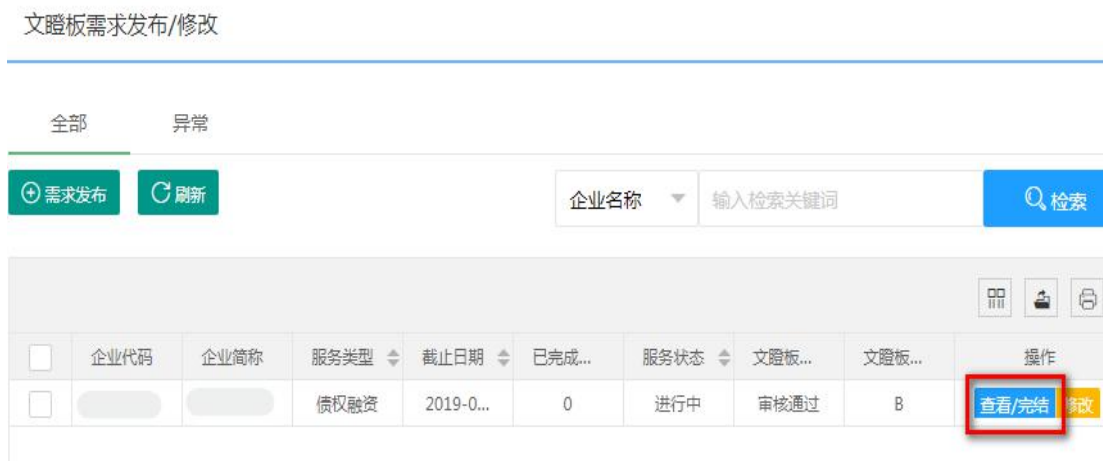 文瞪板需求发布/修改
全部 异常
需求发布 刷新 企业名称 输入检索关键词 检索
企业代码 企业简称 服务类型 截止日期 已完成... 服务状态 文瞪板... 文瞪板... 操作
债权融资 2019-0... 0 进行中 审核通过 B 查看/完结 修改